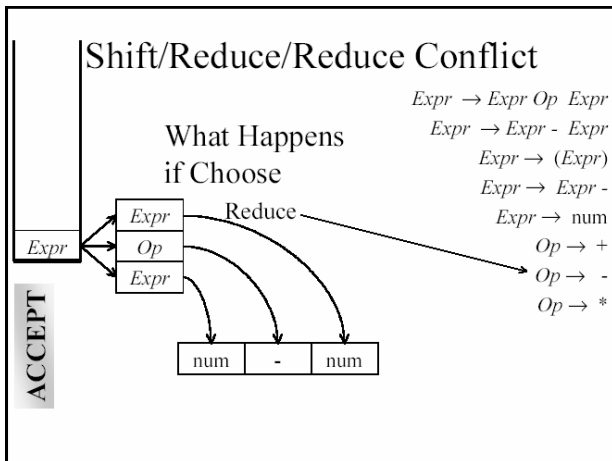 Shift/Reduce/Reduce Conflict
What Happens
if Choose
Reduce
Expr → Expr Op Expr
Expr → Expr - Expr
Expr → (Expr)
Expr → Expr -
Expr → num
Op → +
Op → -
Op → *
Expr
Expr
Op
Expr
num - num
ACCEPT